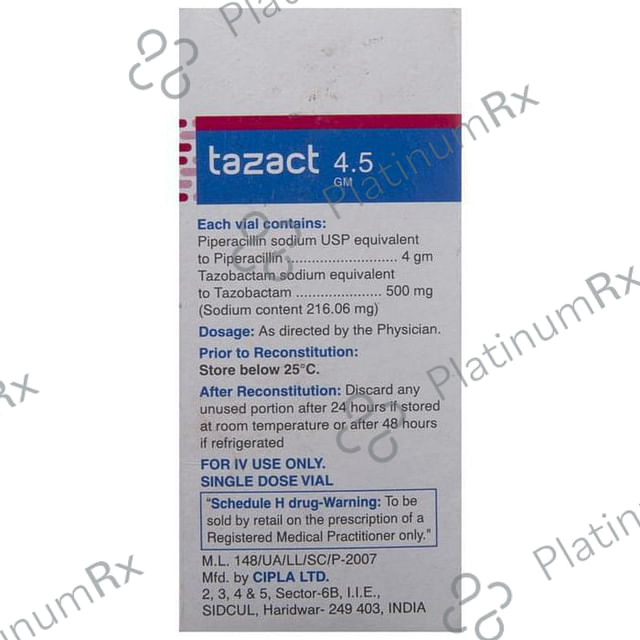 tazact 4.5
GM
Each vial contains:
Piperacillin sodium USP equivalent
to Piperacillin ........................... 4 gm
Tazobactam sodium equivalent
to Tazobactam ..................... 500 mg
(Sodium content 216.06 mg)
Dosage: As directed by the Physician.
Prior to Reconstitution:
Store below 25°C.
After Reconstitution: Discard any
unused portion after 24 hours if stored
at room temperature or after 48 hours
if refrigerated
FOR IV USE ONLY.
SINGLE DOSE VIAL
"Schedule H drug-Warning: To be
sold by retail on the prescription of a
Registered Medical Practitioner only."
M.L. 148/UA/LL/SC/P-2007
Mfd. by CIPLA LTD.
2, 3, 4 & 5, Sector-6B, I.I.E.,
SIDCUL, Haridwar- 249 403, INDIA
PlatinumRx
PlatinumRx
Rx
PlatinumRx
Platin
inumRx